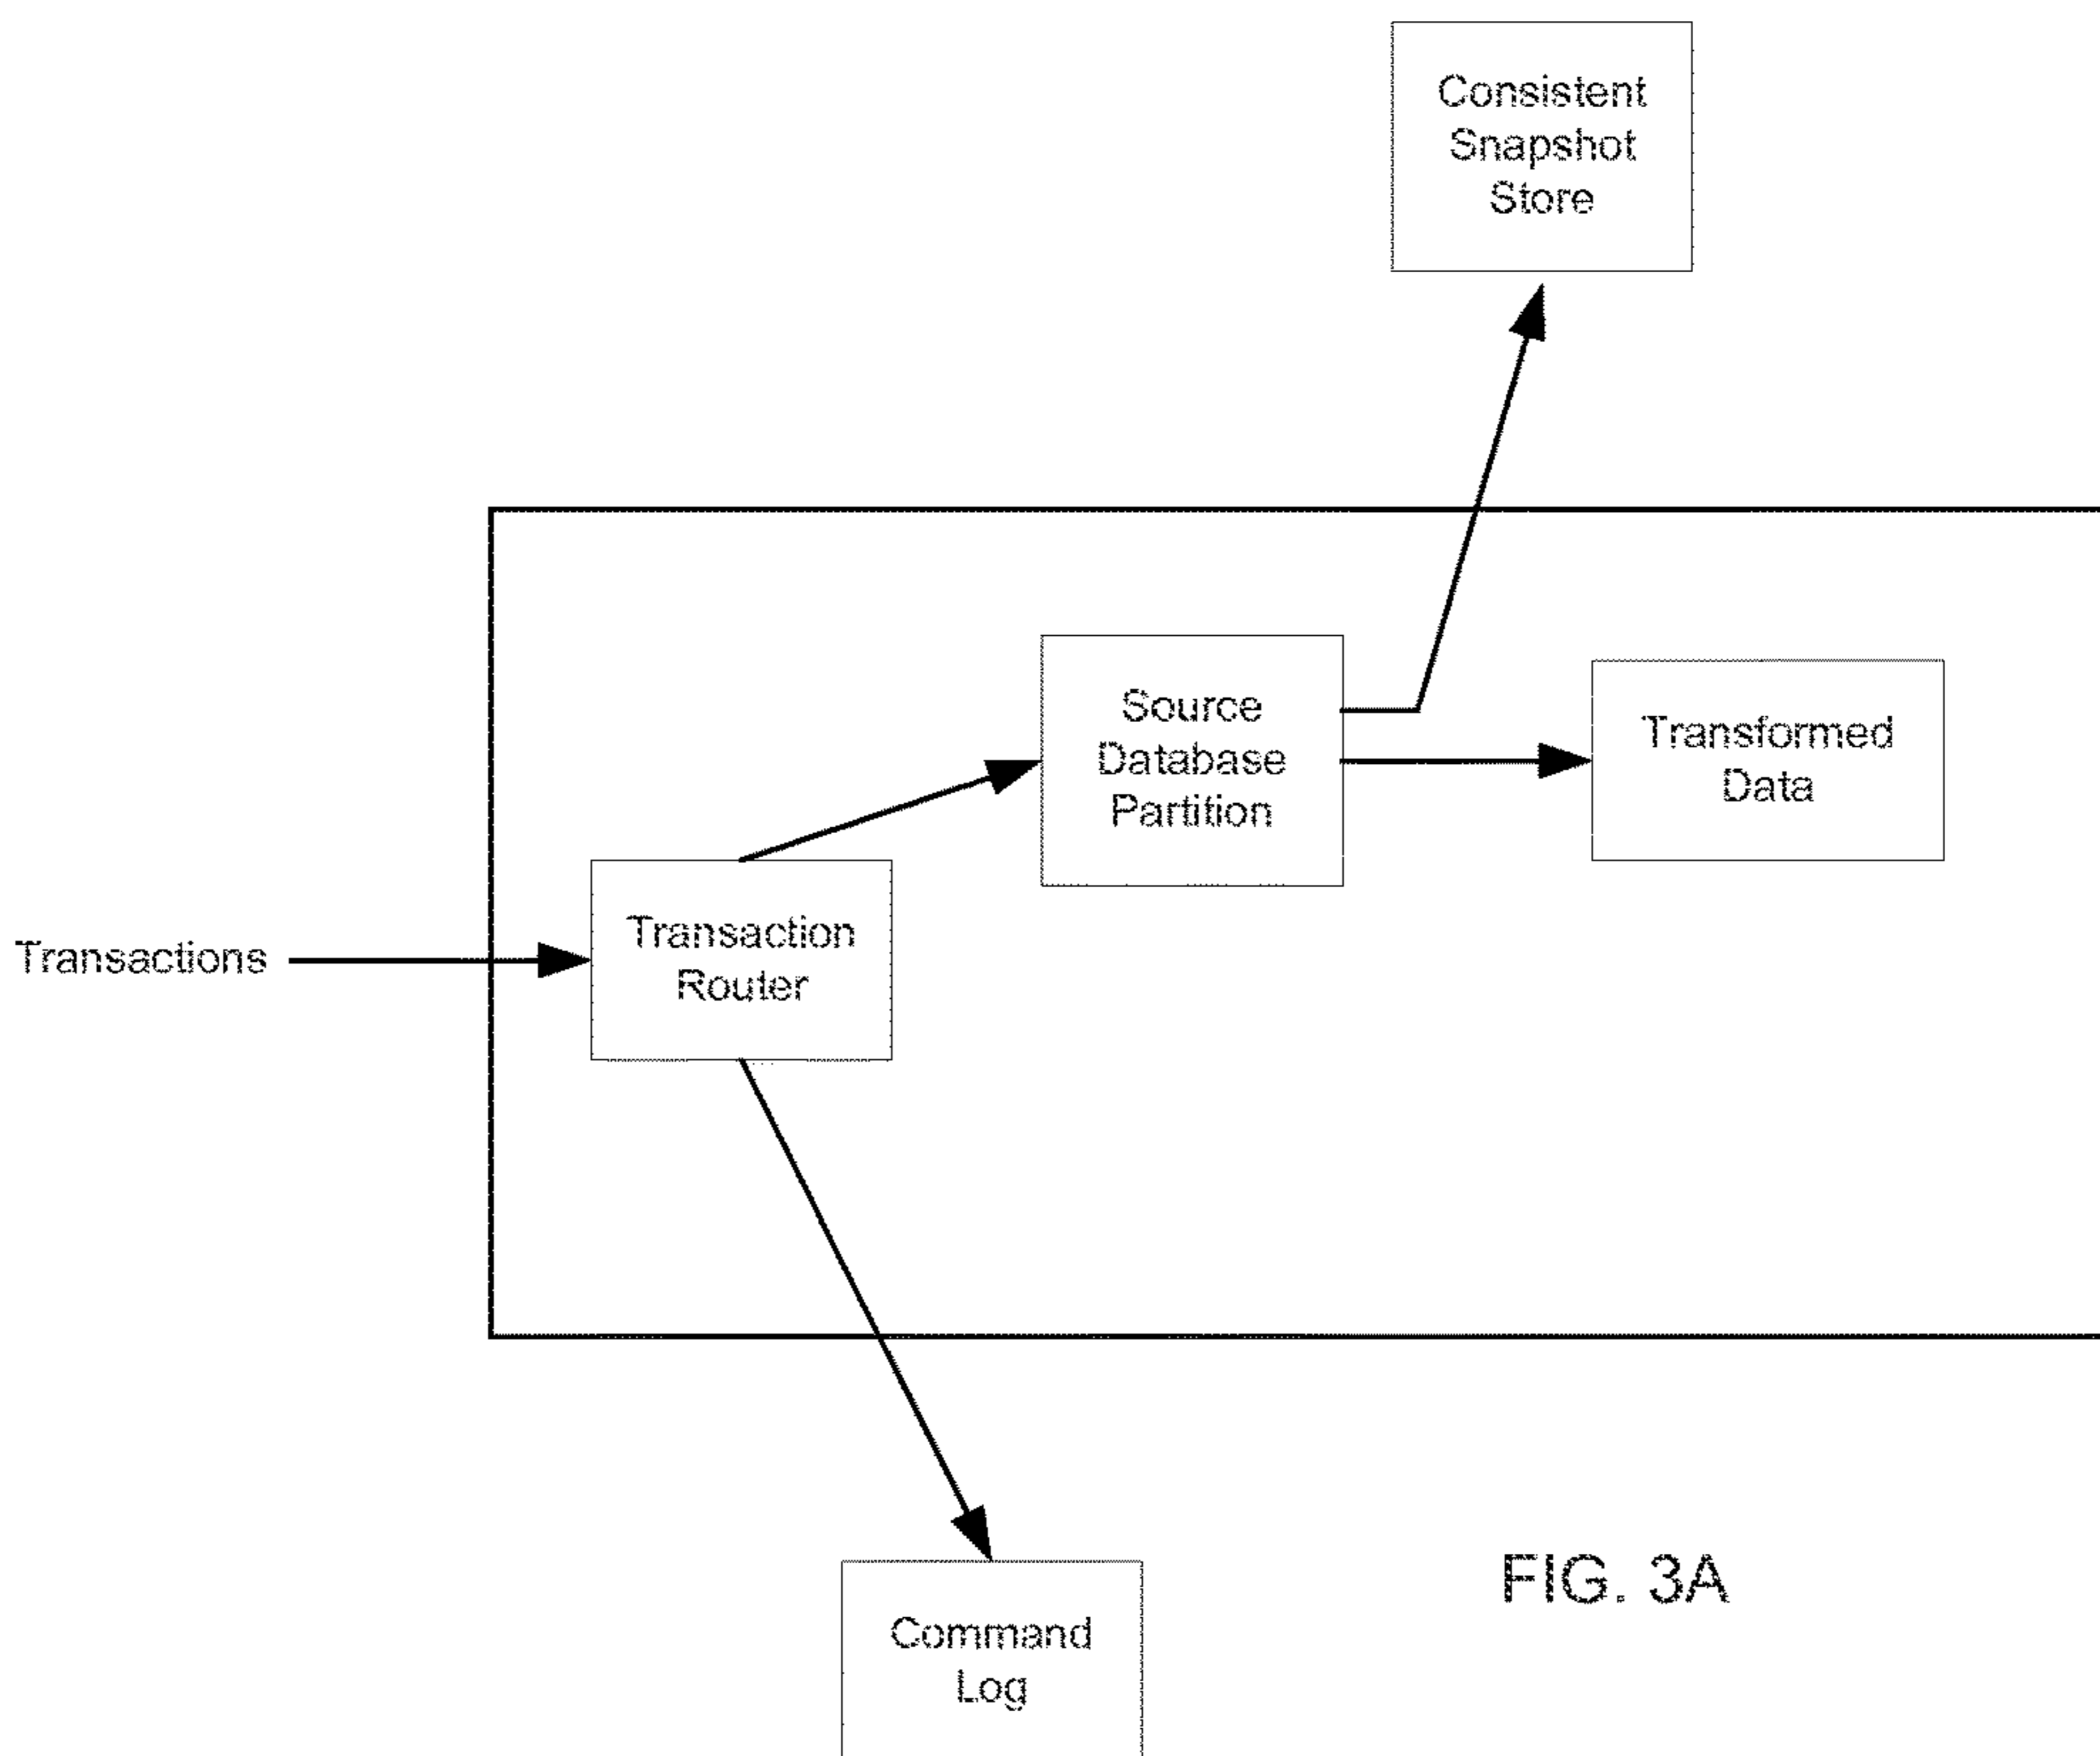 Consistent
Snapshot
Store
Source
Database
Partition
Transformed
Data
Transactions
Transaction
Router
FIG. 3A
Command
Log